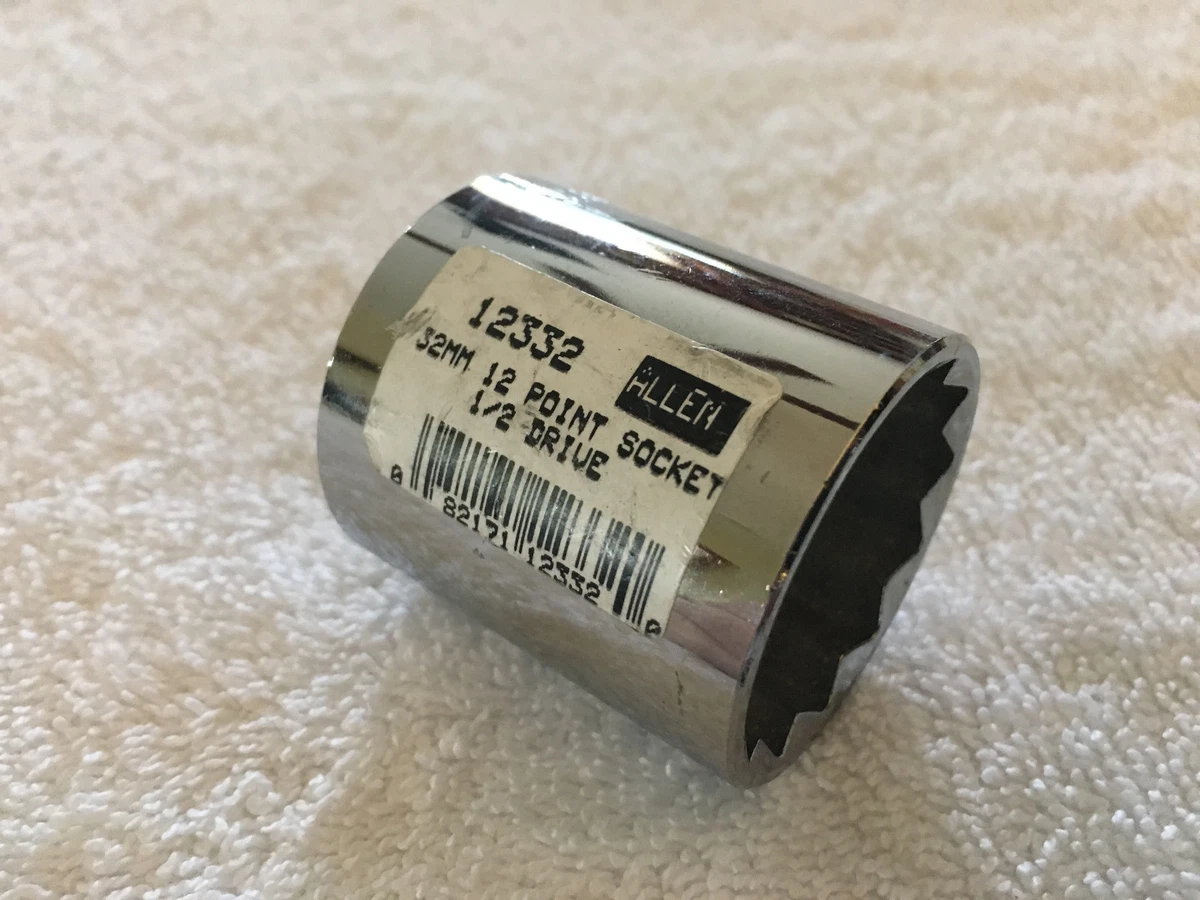 12332
ALLEN
32MM 12 POINT SOCKET
1/2 DRIVE
0 82171 12332 0